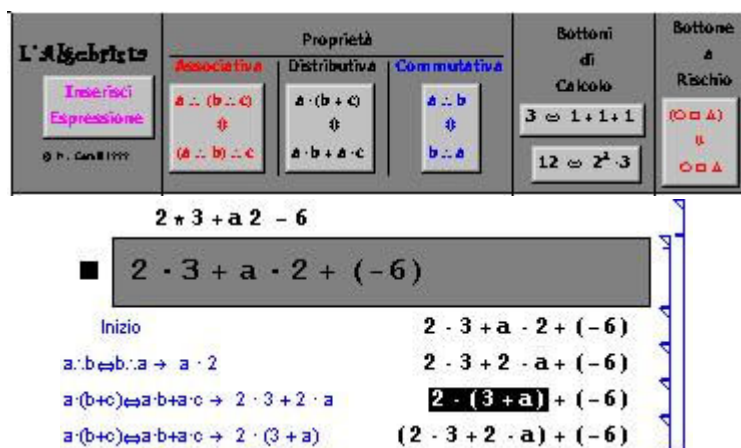 L'Algebrista
Inserisci
Espressione
Proprietà
Associativa
a ∴ (b ∴ c)
⇕
(a ∴ b) ∴ c
Distributiva
a·(b + c)
⇕
a·b + a·c
Commutativa
a ∴ b
⇕
b ∴ a
Bottoni
di
Calcolo
3 ⇔ 1+1+1
12 ⇔ 2²·3
Bottone
a
Rischio
(○ □ △)
⇓
○ □ △
2 * 3 + a 2 - 6
2 · 3 + a · 2 + (-6)
Inizio 2 · 3 + a · 2 + (-6)
a∴b⇔b∴a → a · 2 2 · 3 + 2 · a + (-6)
a·(b+c)⇔a·b+a·c → 2 · 3 + 2 · a 2 · (3 + a) + (-6)
a·(b+c)⇔a·b+a·c → 2 · (3 + a) (2 · 3 + 2 · a) + (-6)